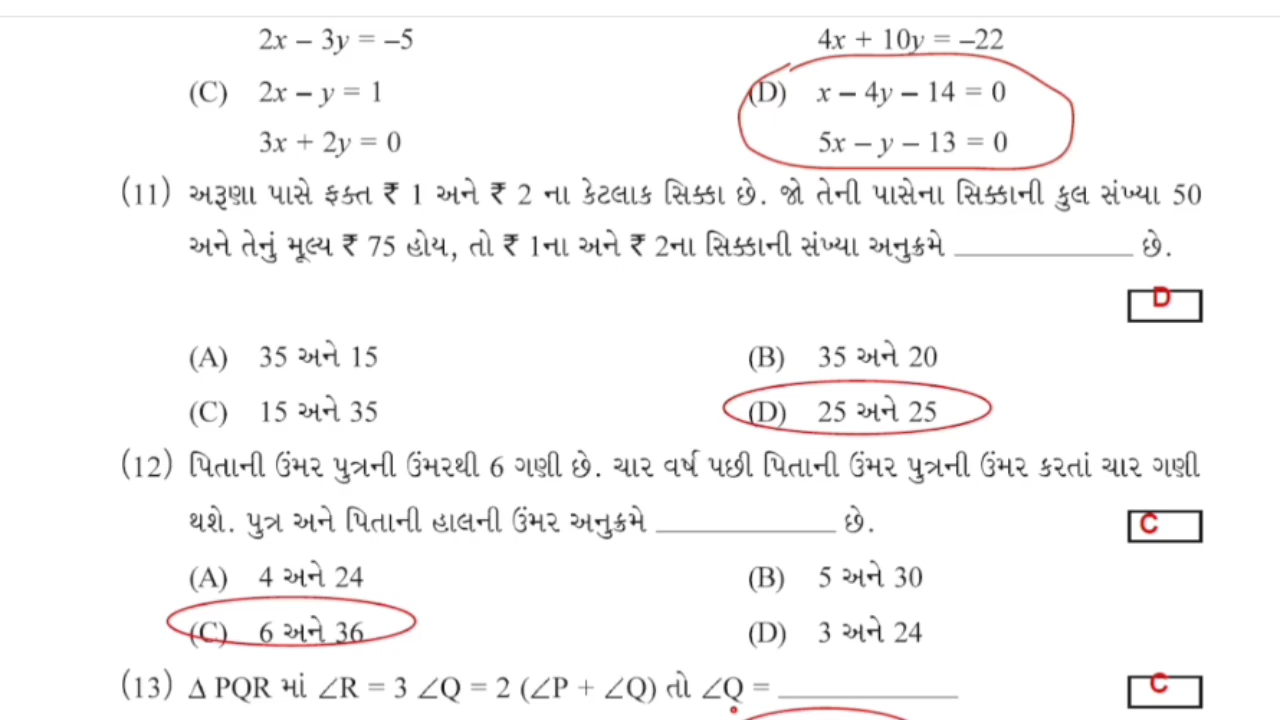 2x – 3y = –5 4x + 10y = –22
(C) 2x – y = 1 (D) x – 4y – 14 = 0
3x + 2y = 0 5x – y – 13 = 0
(11) અરૂણા પાસે ફક્ત ₹ 1 અને ₹ 2 ના કેટલાક સિક્કા છે. જો તેની પાસેના સિક્કાની કુલ સંખ્યા 50
અને તેનું મૂલ્ય ₹ 75 હોય, તો ₹ 1ના અને ₹ 2ના સિક્કાની સંખ્યા અનુક્રમે ____________ છે.
D
(A) 35 અને 15 (B) 35 અને 20
(C) 15 અને 35 (D) 25 અને 25
(12) પિતાની ઉંમર પુત્રની ઉંમરથી 6 ગણી છે. ચાર વર્ષ પછી પિતાની ઉંમર પુત્રની ઉંમર કરતાં ચાર ગણી
થશે. પુત્ર અને પિતાની હાલની ઉંમર અનુક્રમે ____________ છે. C
(A) 4 અને 24 (B) 5 અને 30
(C) 6 અને 36 (D) 3 અને 24
(13) Δ PQR માં ∠R = 3 ∠Q = 2 (∠P + ∠Q) તો ∠Q = ____________ C